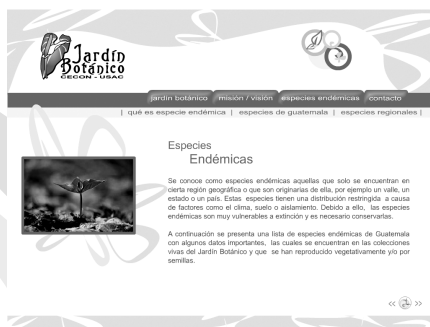 Jardín
Botánico
CECON - USAC
jardín botánico misión / visión especies endémicas contacto
| qué es especie endémica | especies de guatemala | especies regionales |
Especies
Endémicas
Se conoce como especies endémicas aquellas que solo se encuentran en
cierta región geográfica o que son originarias de ella, por ejemplo un valle, un
estado o un país. Estas especies tienen una distribución restringida a causa
de factores como el clima, suelo o aislamiento. Debido a ello, las especies
endémicas son muy vulnerables a extinción y es necesario conservarlas.
A continuación se presenta una lista de especies endémicas de Guatemala
con algunos datos importantes, las cuales se encuentran en las colecciones
vivas del Jardín Botánico y que se han reproducido vegetativamente y/o por
semillas.
<< >>